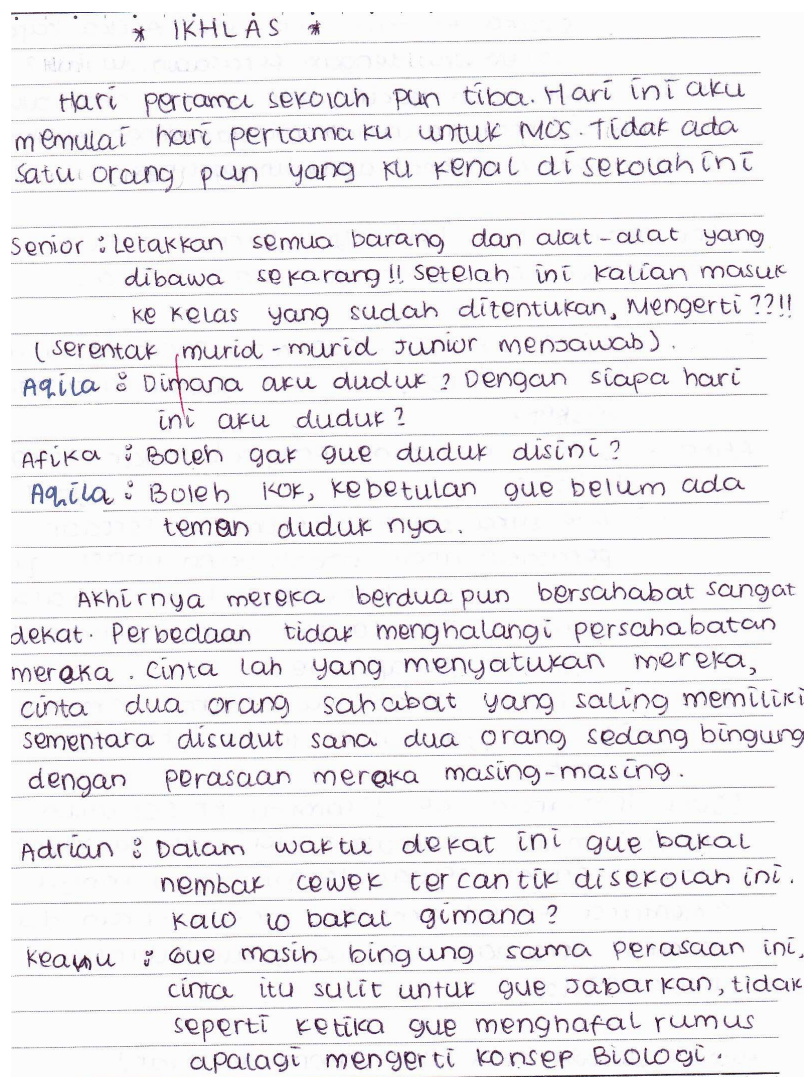 * IKHLAS *
Hari pertama sekolah pun tiba. Hari ini aku
memulai hari pertama ku untuk MOS. Tidak ada
satu orang pun yang ku kenal disekolah ini
Senior : Letakkan semua barang dan alat-alat yang
dibawa sekarang!! Setelah ini kalian masuk
ke kelas yang sudah ditentukan, Mengerti??!!
(serentak murid-murid junior menjawab).
Aqila : Dimana aku duduk? Dengan siapa hari
ini aku duduk?
Afika : Boleh gak gue duduk disini?
Aqila : Boleh kok, kebetulan gue belum ada
teman duduk nya.
Akhirnya mereka berdua pun bersahabat sangat
dekat. Perbedaan tidak menghalangi persahabatan
mereka. Cinta lah yang menyatukan mereka,
cinta dua orang sahabat yang saling memiliki
sementara disudut sana dua orang sedang bingung
dengan perasaan mereka masing-masing.
Adrian : Dalam waktu dekat ini gue bakal
nembak cewek tercantik disekolah ini.
Kalo lo bakal gimana?
Keanu : Gue masih bingung sama perasaan ini,
cinta itu sulit untuk gue jabarkan, tidak
seperti ketika gue menghafal rumus
apalagi mengerti konsep Biologi.